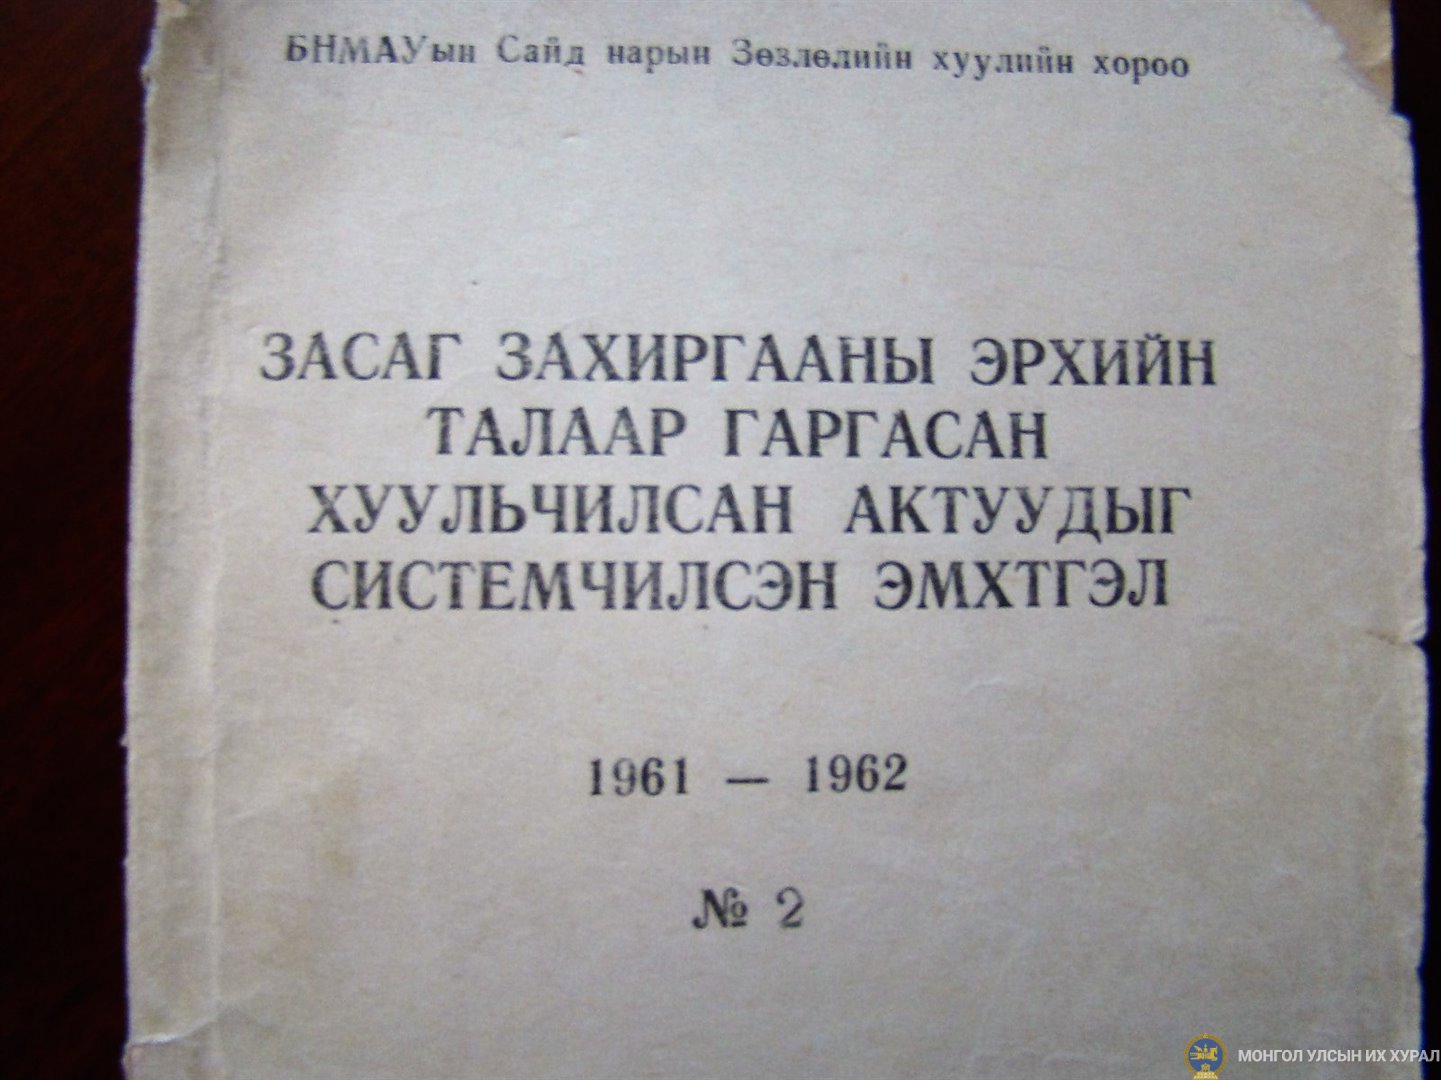 БНМАУын Сайд нарын Зөвлөлийн хуулийн хороо
ЗАСАГ ЗАХИРГААНЫ ЭРХИЙН
ТАЛААР ГАРГАСАН
ХУУЛЬЧИЛСАН АКТУУДЫГ
СИСТЕМЧИЛСЭН ЭМХТГЭЛ
1961 — 1962
№ 2
МОНГОЛ УЛСЫН ИХ ХУРАЛ